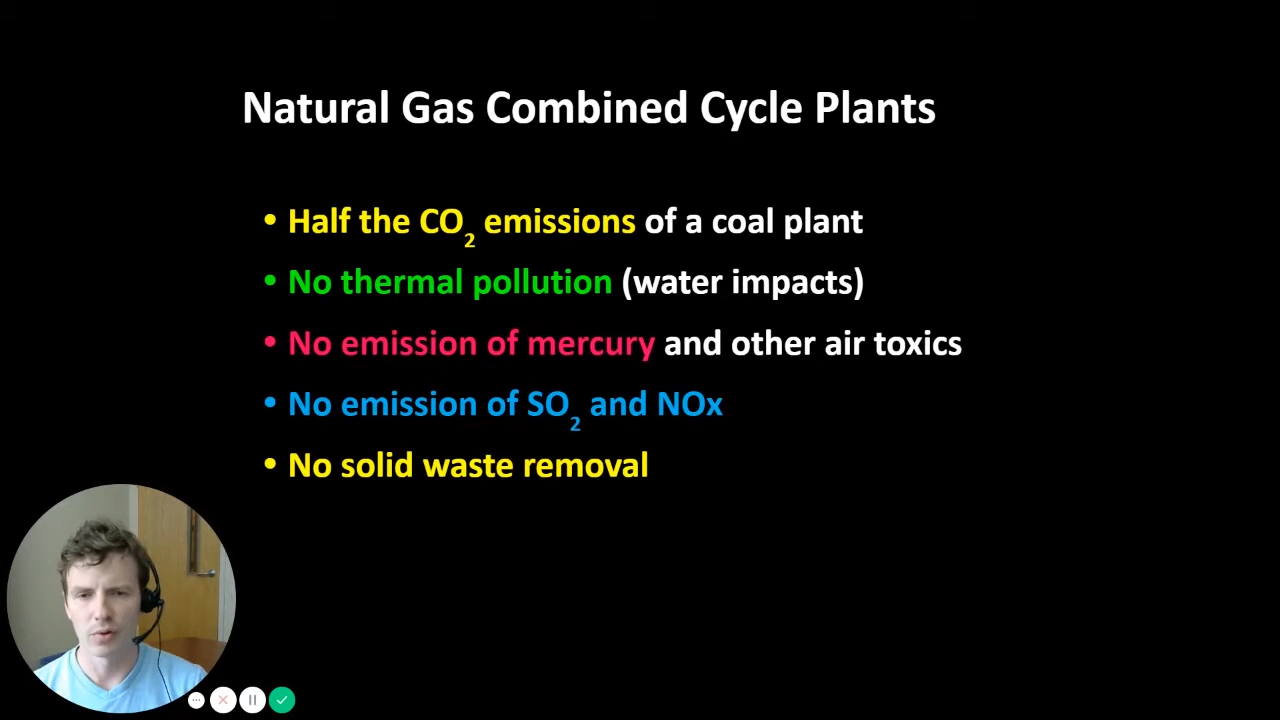 Natural Gas Combined Cycle Plants
• Half the CO₂ emissions of a coal plant
• No thermal pollution (water impacts)
• No emission of mercury and other air toxics
• No emission of SO₂ and NOx
• No solid waste removal